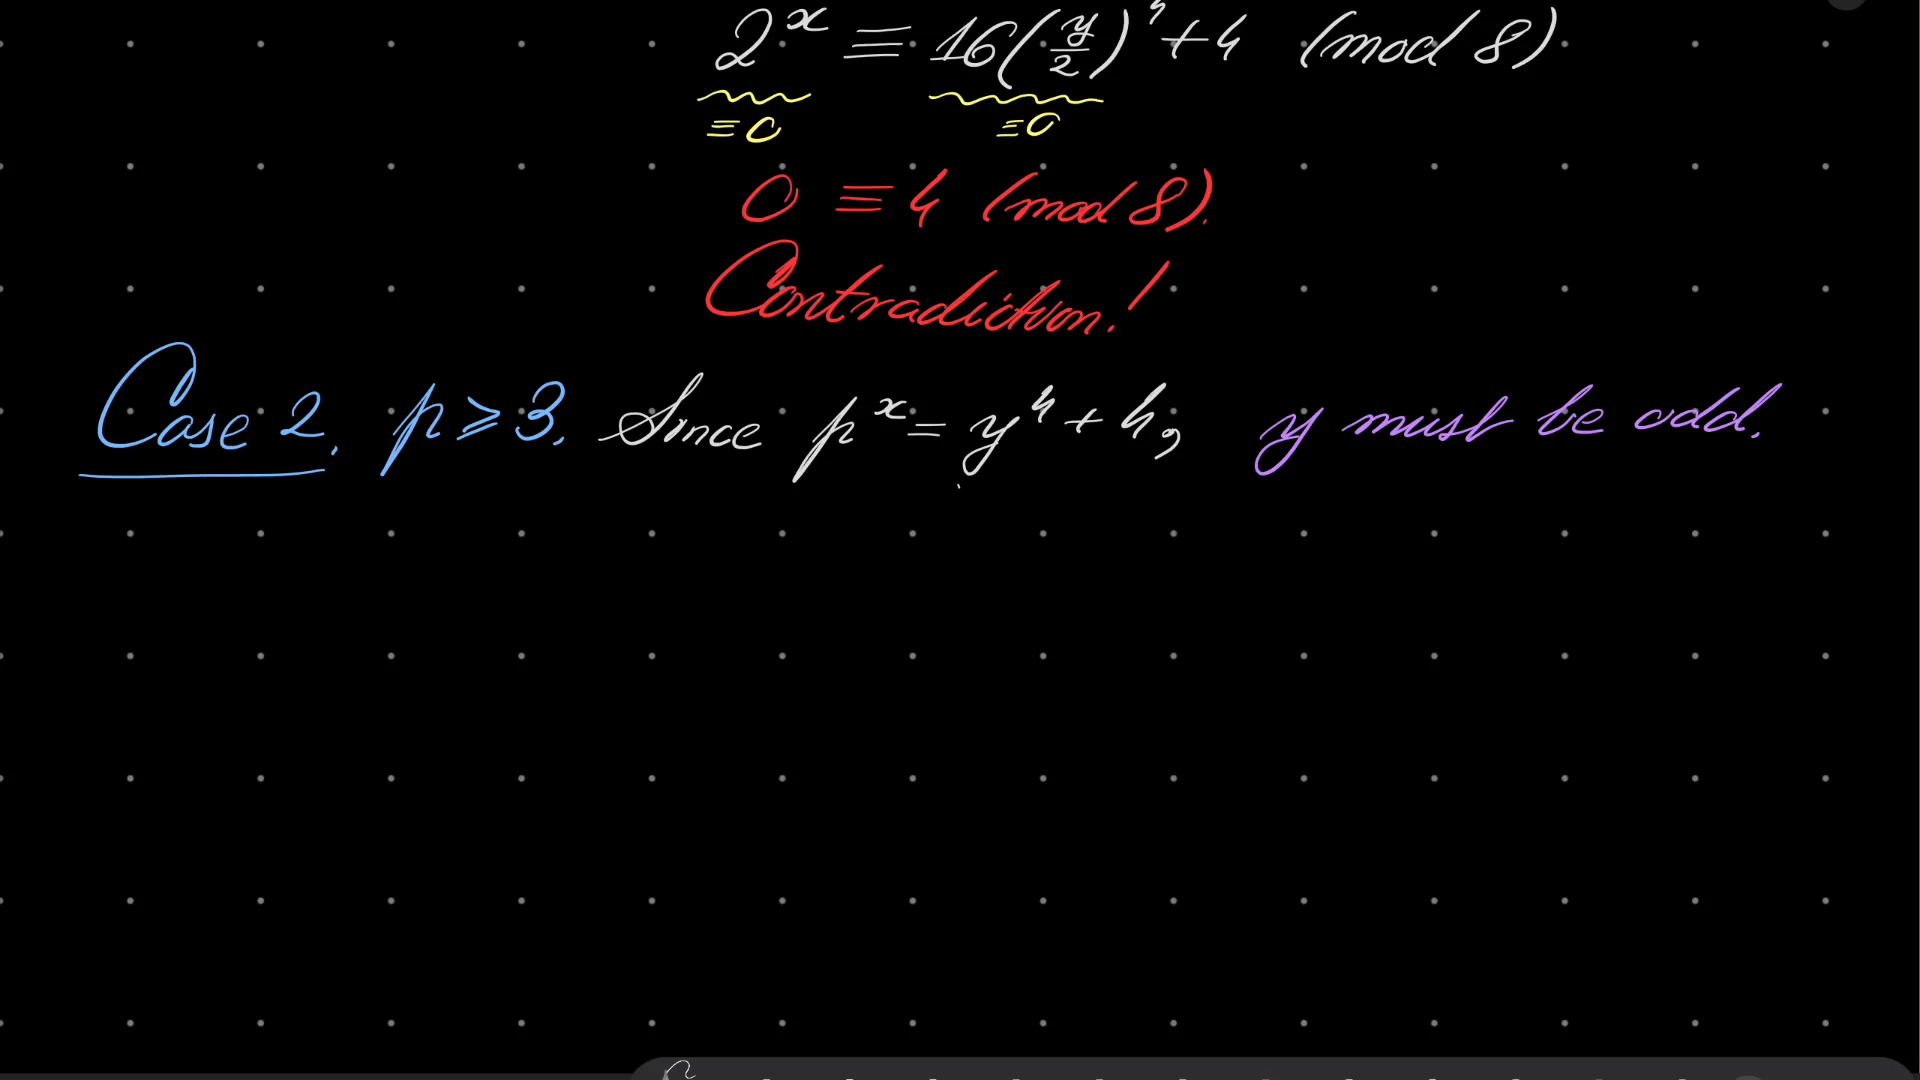 2^x ≡ 16(y/2)^4 + 4 (mod 8)
≡0 ≡0
0 ≡ 4 (mod 8).
Contradiction!
Case 2. p ≥ 3. Since p^x = y^4 + 4, y must be odd.